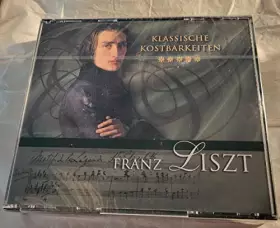 KLASSISCHE
KOSTBARKEITEN
FRANZ LISZT